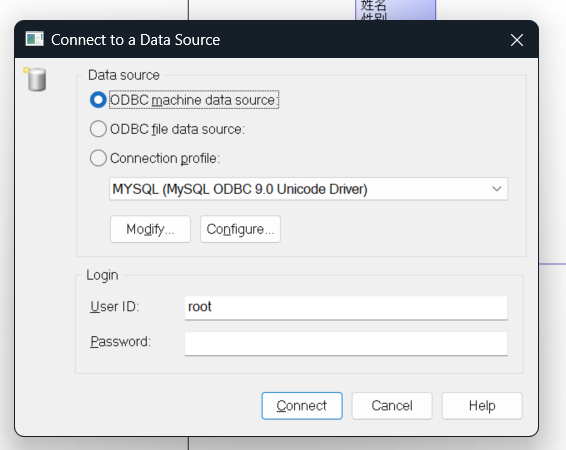 姓名
性别
Connect to a Data Source
Data source
ODBC machine data source:
ODBC file data source:
Connection profile:
MYSQL (MySQL ODBC 9.0 Unicode Driver)
Modify... Configure...
Login
User ID: root
Password:
Connect Cancel Help